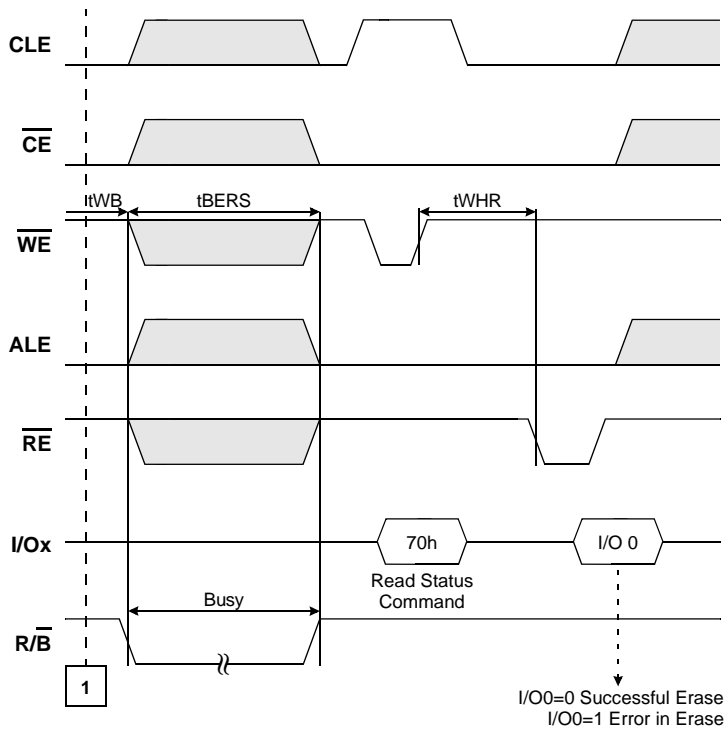 CLE
CE
tWB
tBERS
tWHR
WE
ALE
RE
I/Ox
70h
I/O 0
Read Status
Command
Busy
R/B
1
I/O0=0 Successful Erase
I/O0=1 Error in Erase